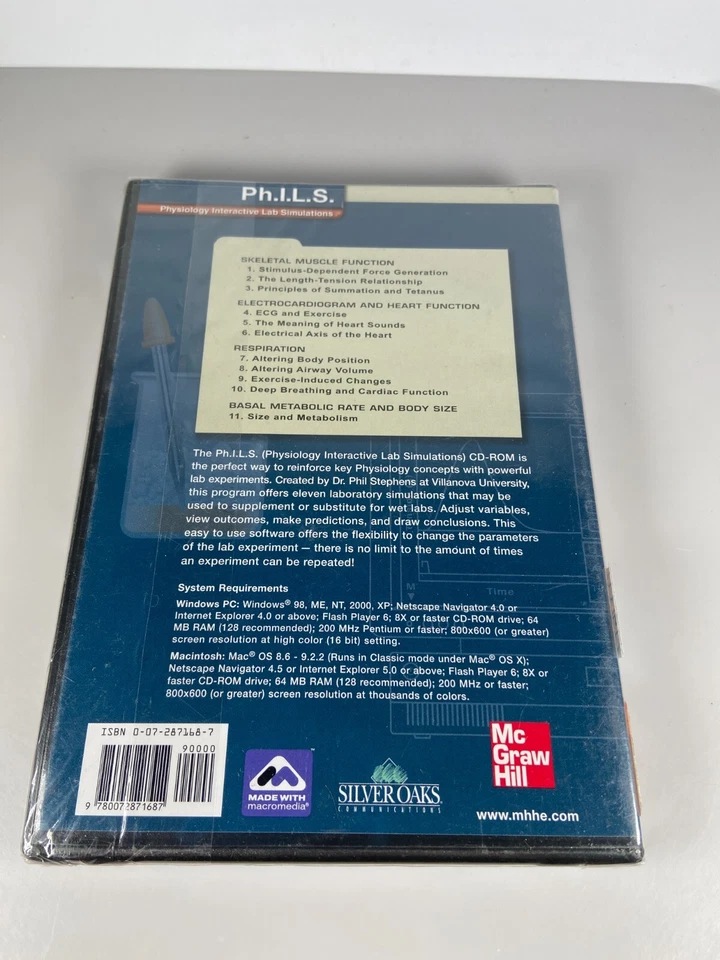 Ph.I.L.S.
Physiology Interactive Lab Simulations
SKELETAL MUSCLE FUNCTION
1. Stimulus-Dependent Force Generation
2. The Length-Tension Relationship
3. Principles of Summation and Tetanus
ELECTROCARDIOGRAM AND HEART FUNCTION
4. ECG and Exercise
5. The Meaning of Heart Sounds
6. Electrical Axis of the Heart
RESPIRATION
7. Altering Body Position
8. Altering Airway Volume
9. Exercise-Induced Changes
10. Deep Breathing and Cardiac Function
BASAL METABOLIC RATE AND BODY SIZE
11. Size and Metabolism
The Ph.I.L.S. (Physiology Interactive Lab Simulations) CD-ROM is
the perfect way to reinforce key Physiology concepts with powerful
lab experiments. Created by Dr. Phil Stephens at Villanova University,
this program offers eleven laboratory simulations that may be
used to supplement or substitute for wet labs. Adjust variables,
view outcomes, make predictions, and draw conclusions. This
easy to use software offers the flexibility to change the parameters
of the lab experiment — there is no limit to the amount of times
an experiment can be repeated!
M
Time
System Requirements
Windows PC: Windows® 98, ME, NT, 2000, XP; Netscape Navigator 4.0 or
Internet Explorer 4.0 or above; Flash Player 6; 8X or faster CD-ROM drive; 64
MB RAM (128 recommended); 200 MHz Pentium or faster; 800x600 (or greater)
screen resolution at high color (16 bit) setting.
Macintosh: Mac® OS 8.6 - 9.2.2 (Runs in Classic mode under Mac® OS X);
Netscape Navigator 4.5 or Internet Explorer 5.0 or above; Flash Player 6; 8X or
faster CD-ROM drive; 64 MB RAM (128 recommended); 200 MHz or faster;
800x600 (or greater) screen resolution at thousands of colors.
ISBN 0-07-287168-7
90000
9 780072871687
MADE WITH
macromedia®
SILVER OAKS
COMMUNICATIONS
Mc
Graw
Hill
www.mhhe.com